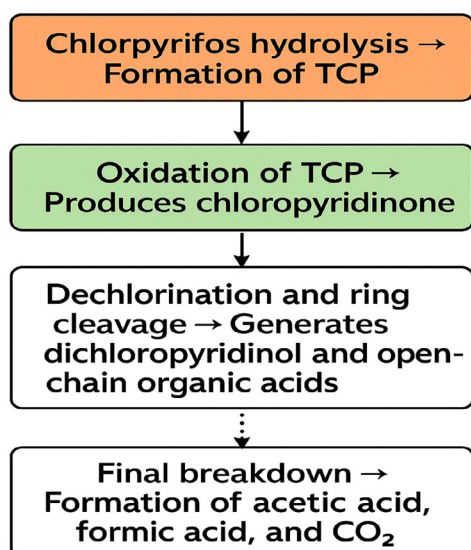 Chlorpyrifos hydrolysis →
Formation of TCP
Oxidation of TCP →
Produces chloropyridinone
Dechlorination and ring
cleavage → Generates
dichloropyridinol and open-
chain organic acids
Final breakdown →
Formation of acetic acid,
formic acid, and CO₂